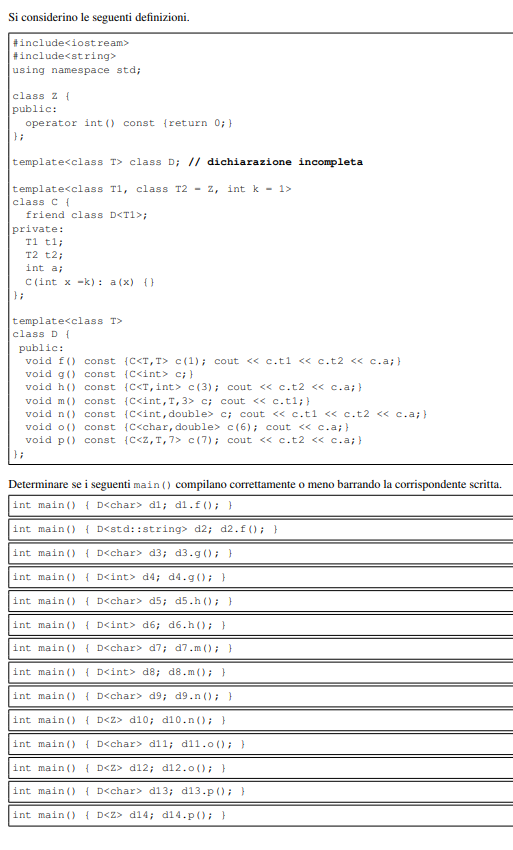 Si considerino le seguenti definizioni.
#include<iostream>
#include<string>
using namespace std;
class Z {
public:
operator int() const {return 0;}
};
template<class T> class D; // dichiarazione incompleta
template<class T1, class T2 = Z, int k = 1>
class C {
friend class D<T1>;
private:
T1 t1;
T2 t2;
int a;
C(int x =k): a(x) {}
};
template<class T>
class D {
public:
void f() const {C<T,T> c(1); cout << c.t1 << c.t2 << c.a;}
void g() const {C<int> c;}
void h() const {C<T,int> c(3); cout << c.t2 << c.a;}
void m() const {C<int,T,3> c; cout << c.t1;}
void n() const {C<int,double> c; cout << c.t1 << c.t2 << c.a;}
void o() const {C<char,double> c(6); cout << c.a;}
void p() const {C<Z,T,7> c(7); cout << c.t2 << c.a;}
};
Determinare se i seguenti main() compilano correttamente o meno barrando la corrispondente scritta.
int main() { D<char> d1; d1.f(); }
int main() { D<std::string> d2; d2.f(); }
int main() { D<char> d3; d3.g(); }
int main() { D<int> d4; d4.g(); }
int main() { D<char> d5; d5.h(); }
int main() { D<int> d6; d6.h(); }
int main() { D<char> d7; d7.m(); }
int main() { D<int> d8; d8.m(); }
int main() { D<char> d9; d9.n(); }
int main() { D<Z> d10; d10.n(); }
int main() { D<char> d11; d11.o(); }
int main() { D<Z> d12; d12.o(); }
int main() { D<char> d13; d13.p(); }
int main() { D<Z> d14; d14.p(); }